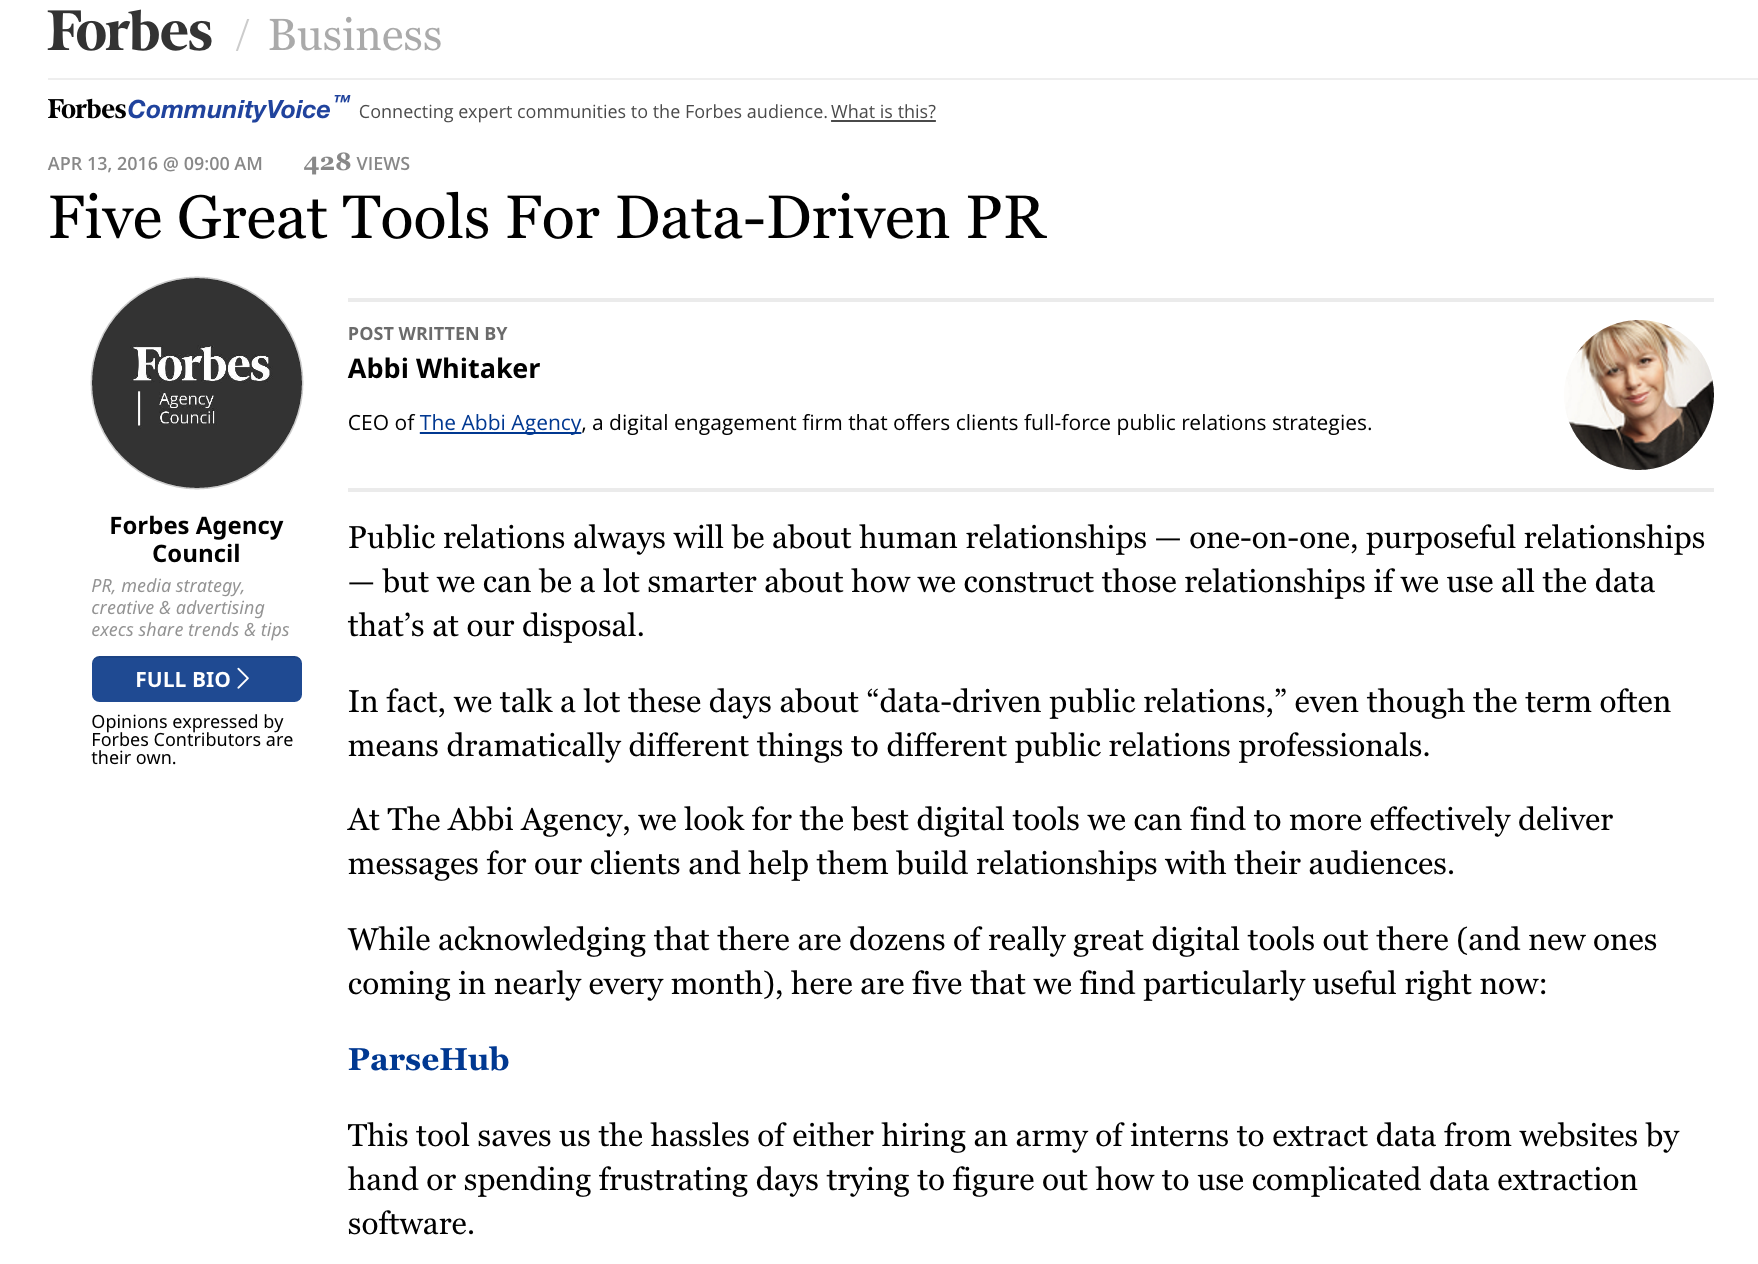 Forbes / Business
ForbesCommunityVoice™ Connecting expert communities to the Forbes audience. What is this?
APR 13, 2016 @ 09:00 AM 428 VIEWS
Five Great Tools For Data-Driven PR
Forbes
Agency
Council
Forbes Agency
Council
PR, media strategy,
creative & advertising
execs share trends & tips
FULL BIO >
Opinions expressed by
Forbes Contributors are
their own.
POST WRITTEN BY
Abbi Whitaker
CEO of The Abbi Agency, a digital engagement firm that offers clients full-force public relations strategies.
Public relations always will be about human relationships — one-on-one, purposeful relationships
— but we can be a lot smarter about how we construct those relationships if we use all the data
that’s at our disposal.
In fact, we talk a lot these days about “data-driven public relations,” even though the term often
means dramatically different things to different public relations professionals.
At The Abbi Agency, we look for the best digital tools we can find to more effectively deliver
messages for our clients and help them build relationships with their audiences.
While acknowledging that there are dozens of really great digital tools out there (and new ones
coming in nearly every month), here are five that we find particularly useful right now:
ParseHub
This tool saves us the hassles of either hiring an army of interns to extract data from websites by
hand or spending frustrating days trying to figure out how to use complicated data extraction
software.